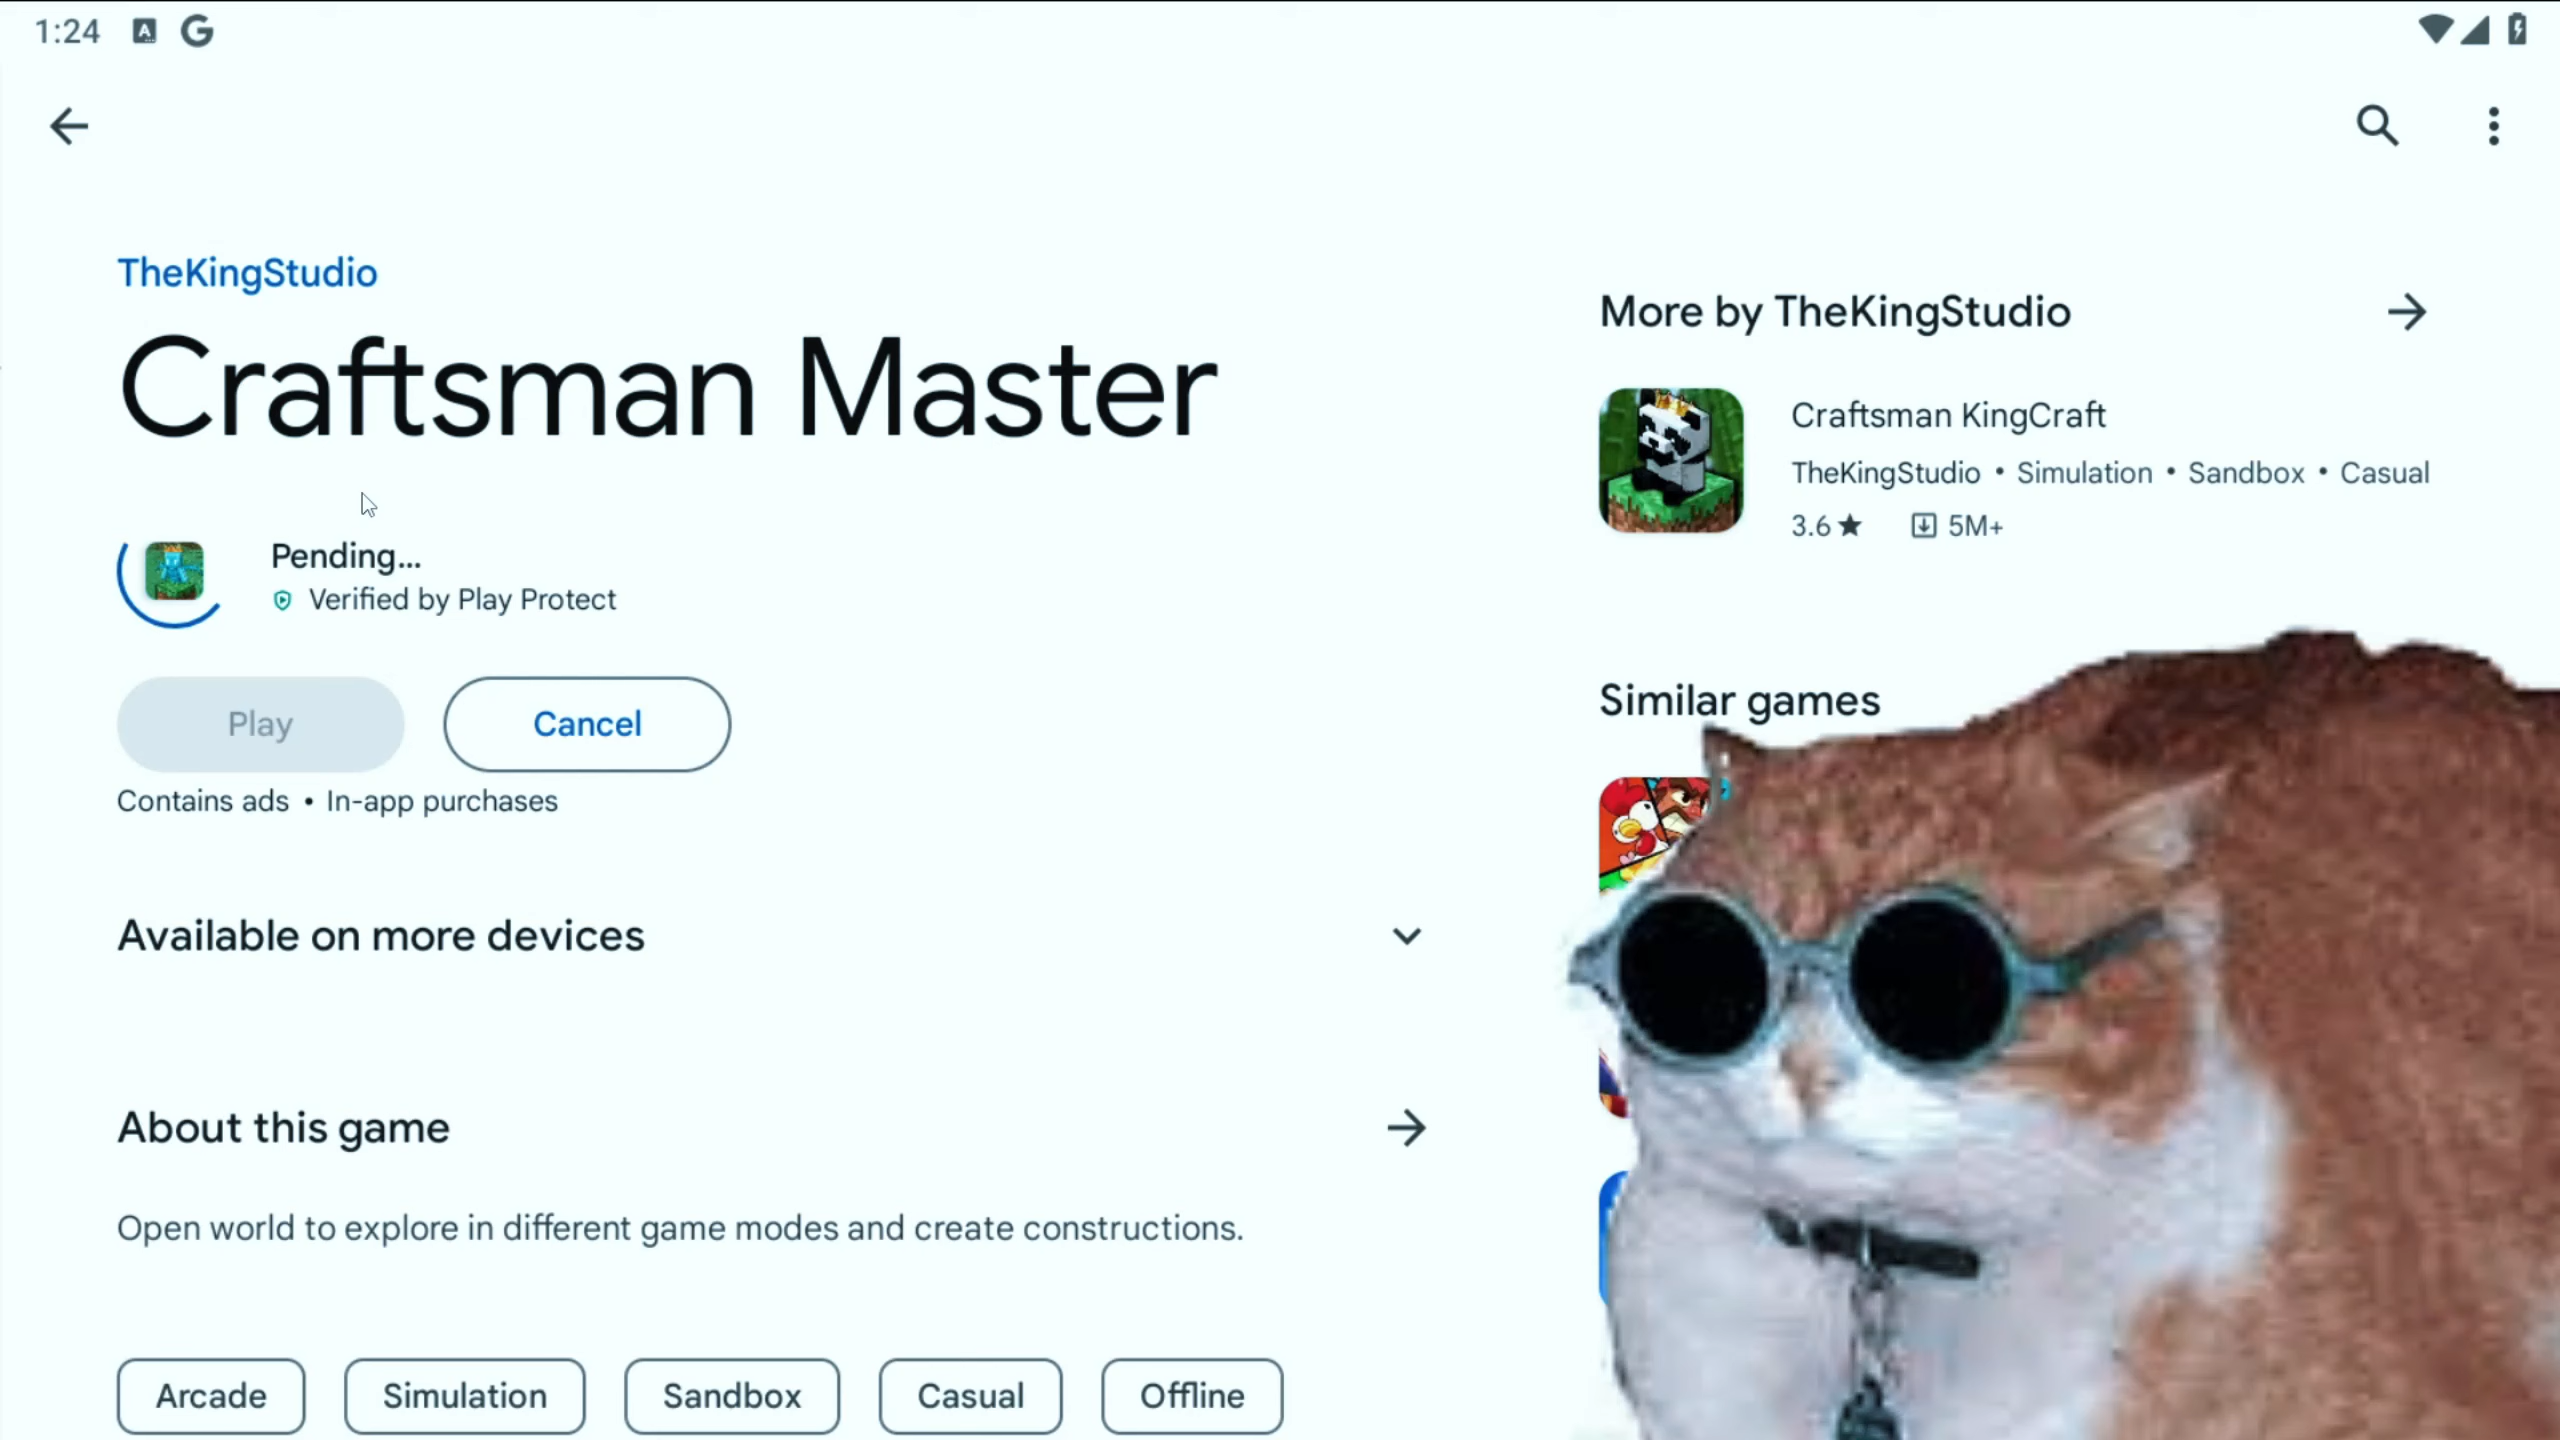 1:24
TheKingStudio
Craftsman Master
Pending...
Verified by Play Protect
Play
Cancel
Contains ads • In-app purchases
Available on more devices
About this game
Open world to explore in different game modes and create constructions.
Arcade
Simulation
Sandbox
Casual
Offline
More by TheKingStudio
Craftsman KingCraft
TheKingStudio • Simulation • Sandbox • Casual
3.6★ 5M+
Similar games